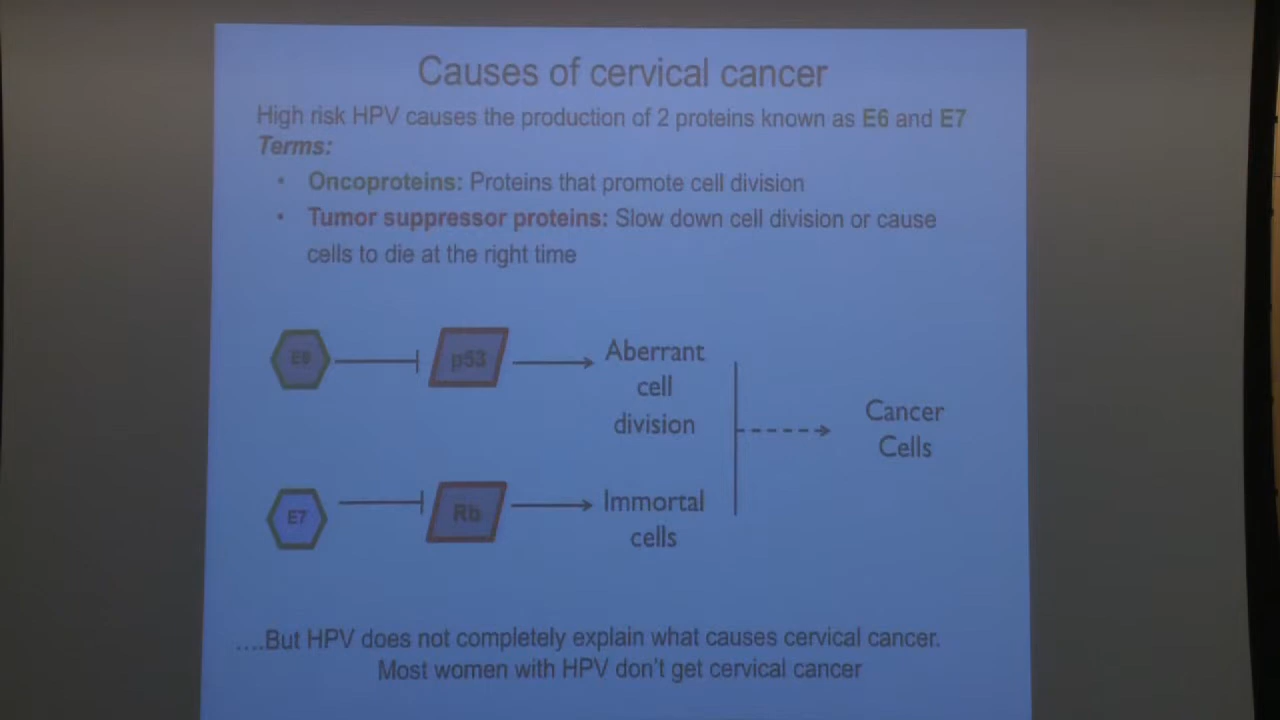 Causes of cervical cancer
High risk HPV causes the production of 2 proteins known as E6 and E7
Terms:
• Oncoproteins: Proteins that promote cell division
• Tumor suppressor proteins: Slow down cell division or cause
cells to die at the right time
E6
p53
Aberrant
cell
division
Cancer
Cells
E7
Rb
Immortal
cells
....But HPV does not completely explain what causes cervical cancer.
Most women with HPV don't get cervical cancer